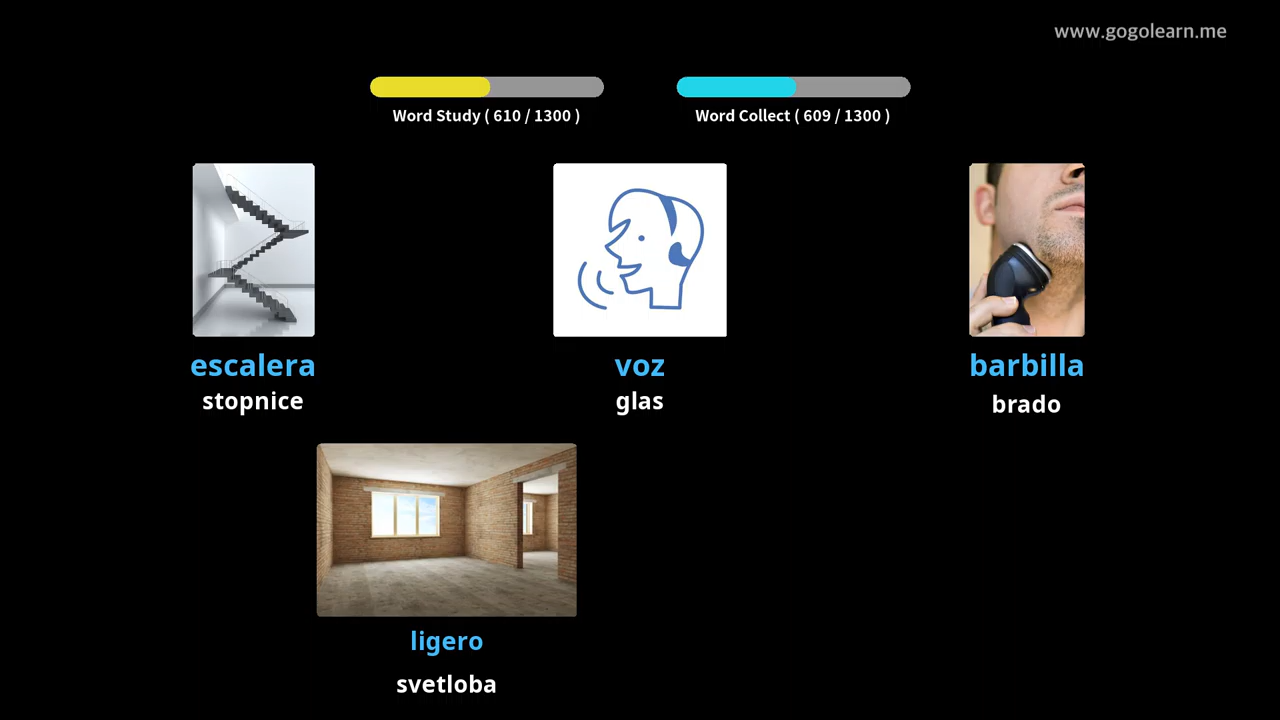 www.gogolearn.me
Word Study ( 610 / 1300 )
Word Collect ( 609 / 1300 )
escalera
stopnice
voz
glas
barbilla
brado
ligero
svetloba